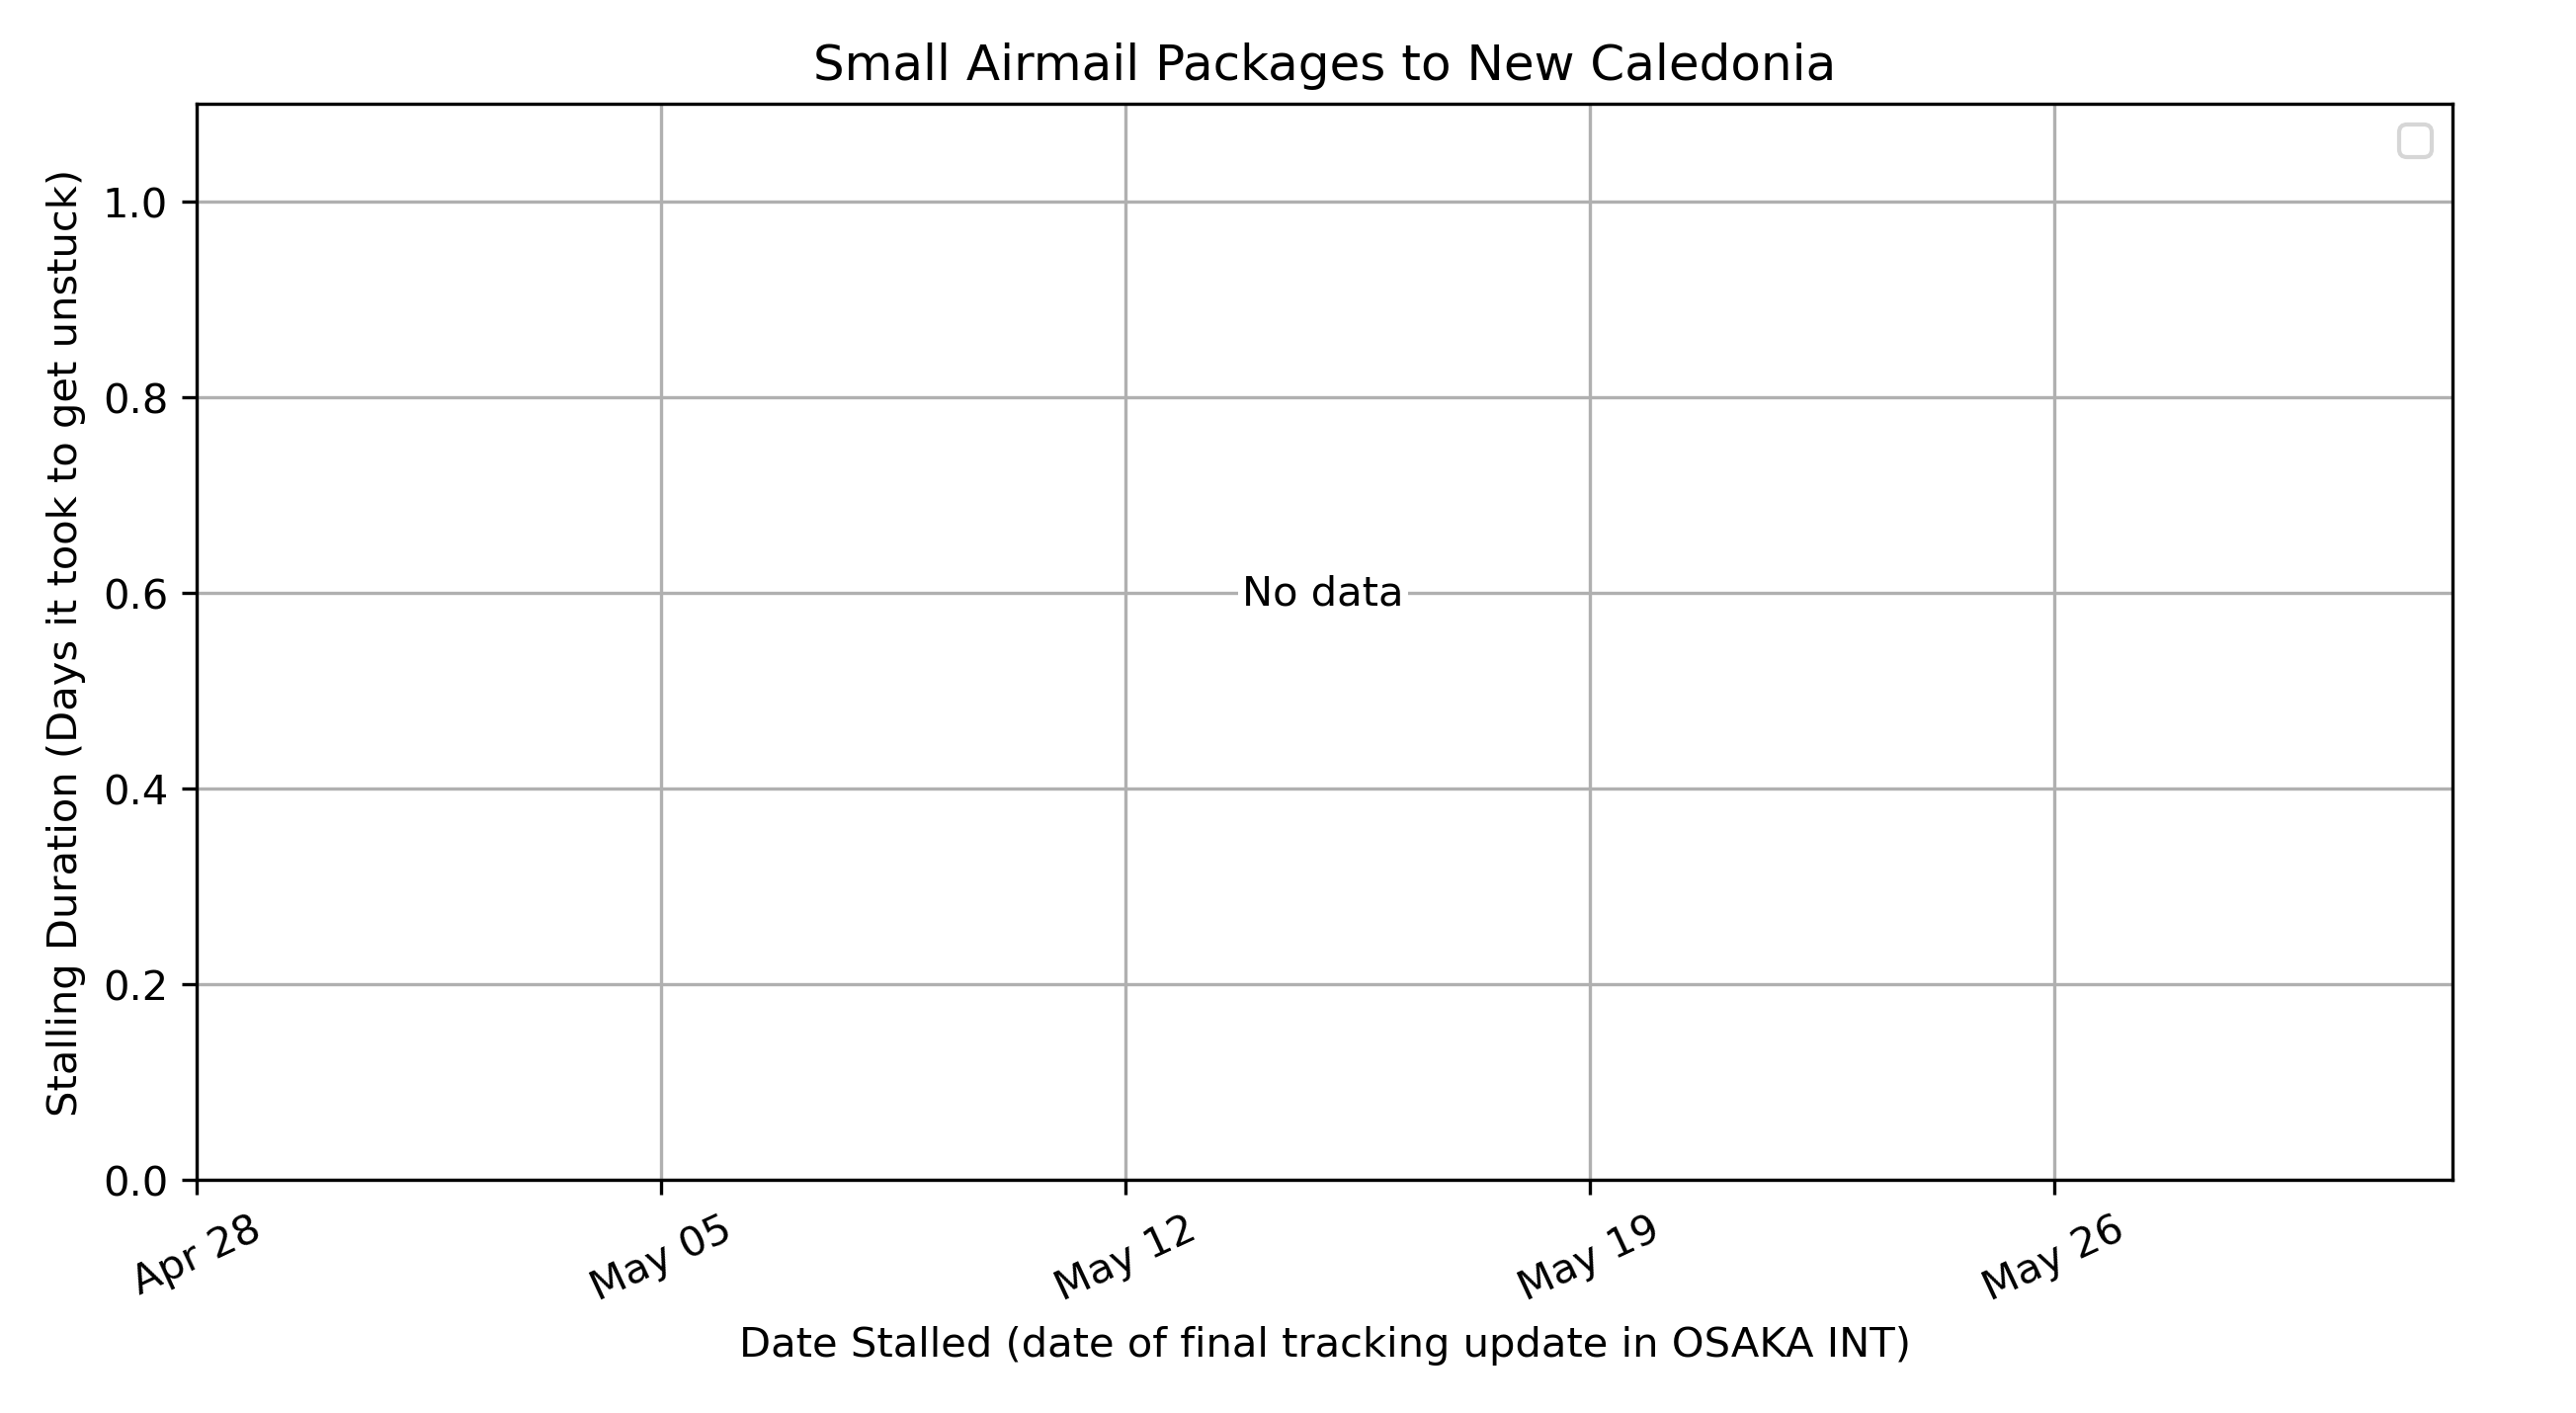 Small Airmail Packages to New Caledonia
Stalling Duration (Days it took to get unstuck)
1.0
0.8
0.6
0.4
0.2
0.0
No data
Apr 28
May 05
May 12
May 19
May 26
Date Stalled (date of final tracking update in OSAKA INT)